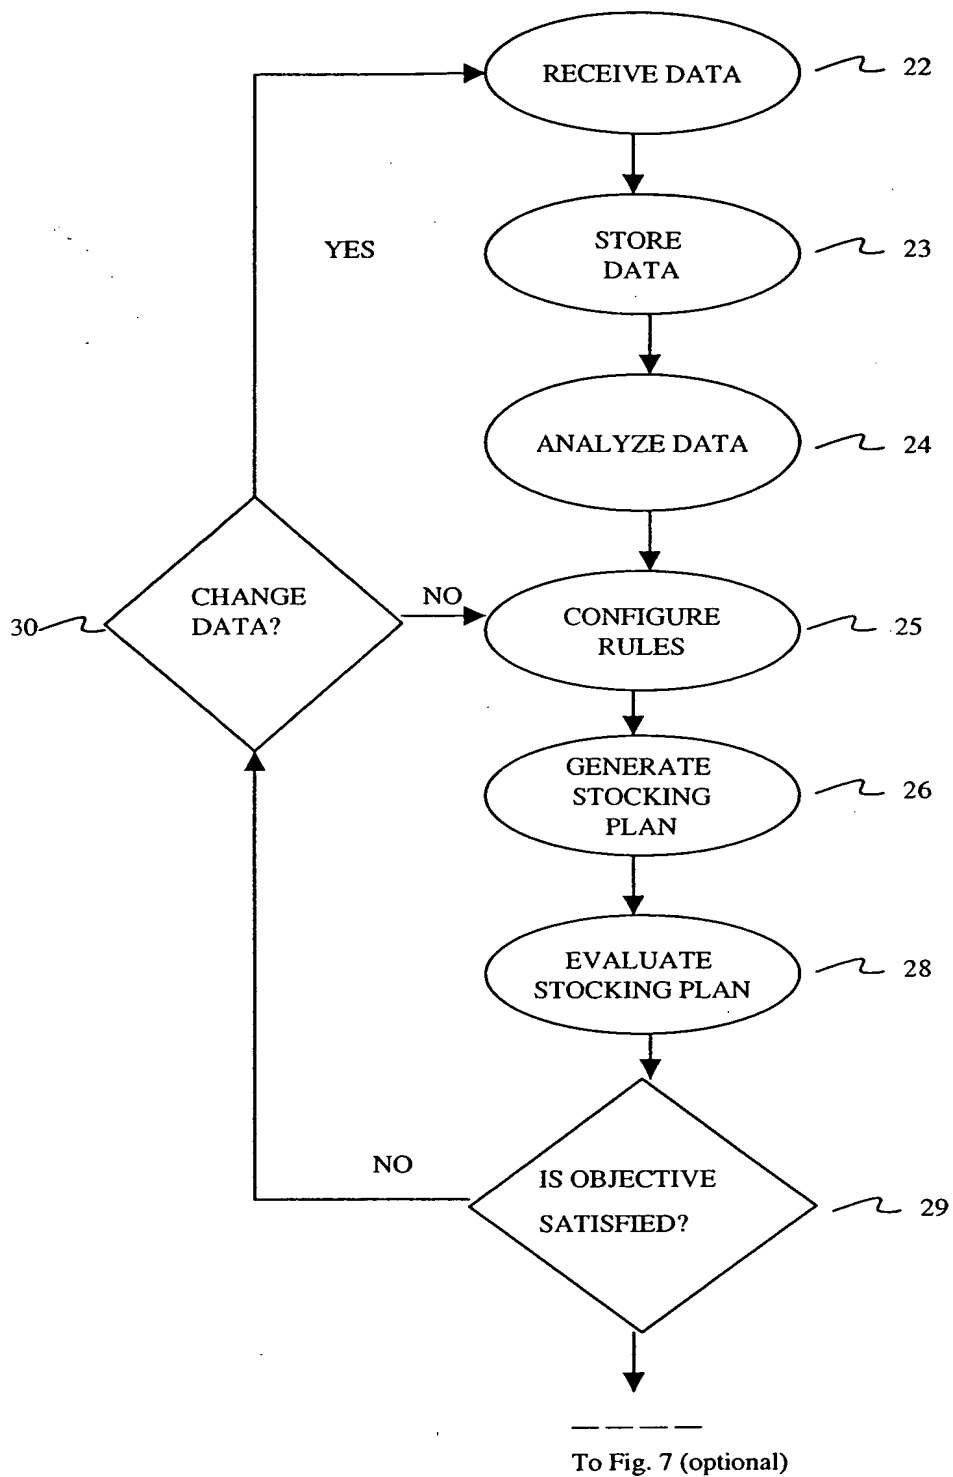 RECEIVE DATA
22
YES
STORE
DATA
23
ANALYZE DATA
24
CHANGE
DATA?
30
NO
CONFIGURE
RULES
25
GENERATE
STOCKING
PLAN
26
EVALUATE
STOCKING PLAN
28
NO
IS OBJECTIVE
SATISFIED?
29
To Fig. 7 (optional)